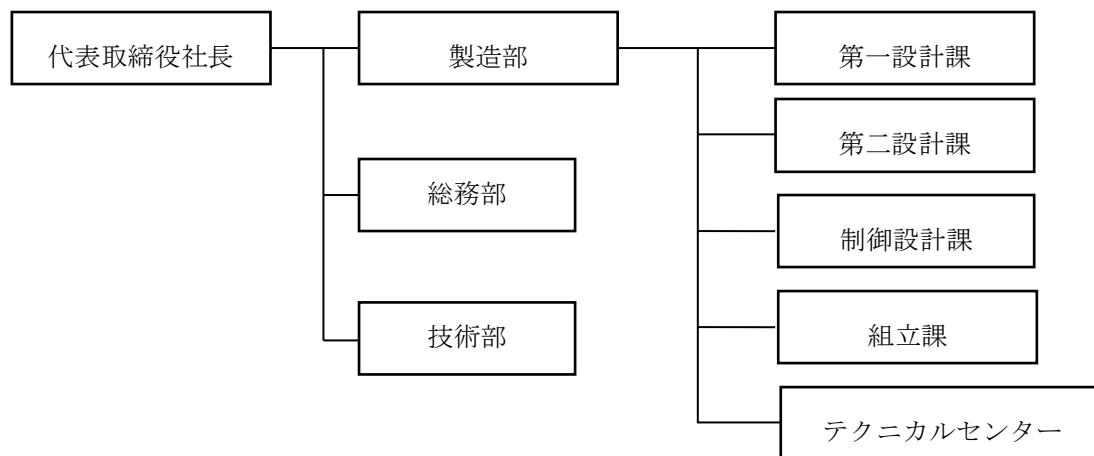 代表取締役社長
製造部
第一設計課
第二設計課
総務部
制御設計課
技術部
組立課
テクニカルセンター